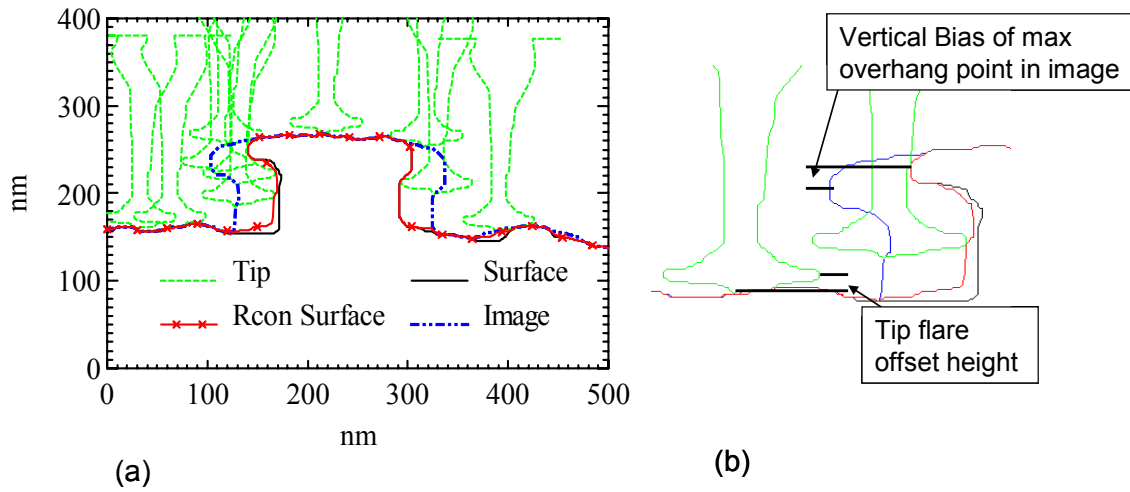 400
300
200
100
0
nm
0 100 200 300 400 500
nm
Tip
Surface
Rcon Surface
Image
(a)
Vertical Bias of max
overhang point in image
Tip flare
offset height
(b)